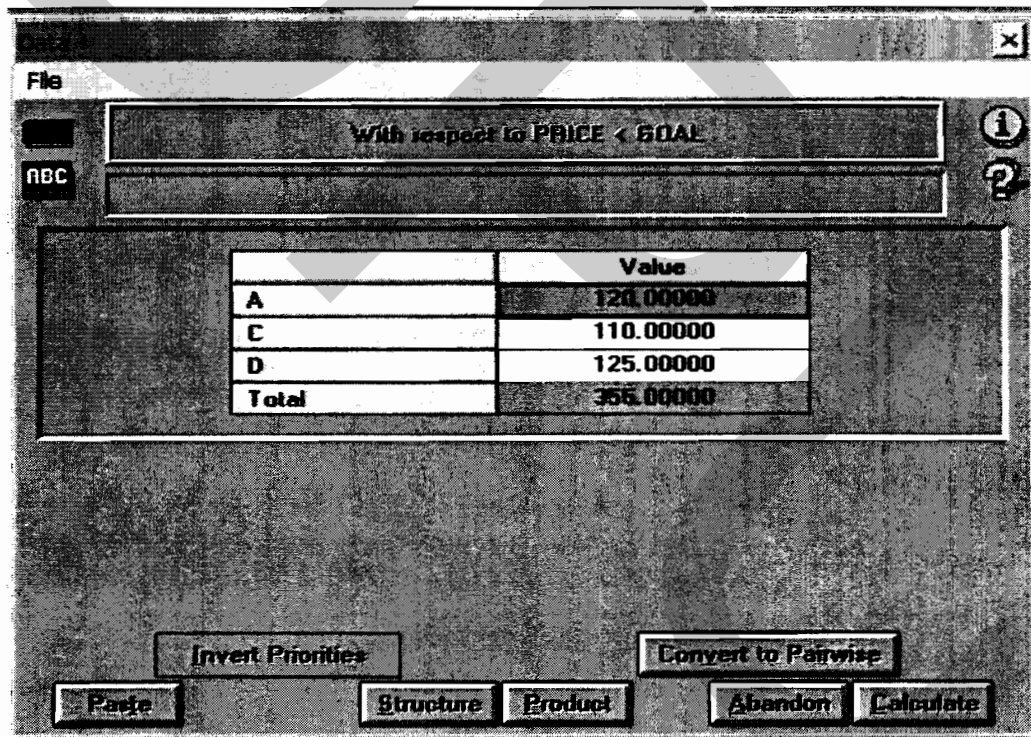 Data
File
With respect to PRICE < GOAL
ABC
Value
A 120.00000
C 110.00000
D 125.00000
Total 355.00000
Invert Priorities Convert to Pairwise
Paste Structure Product Abandon Calculate